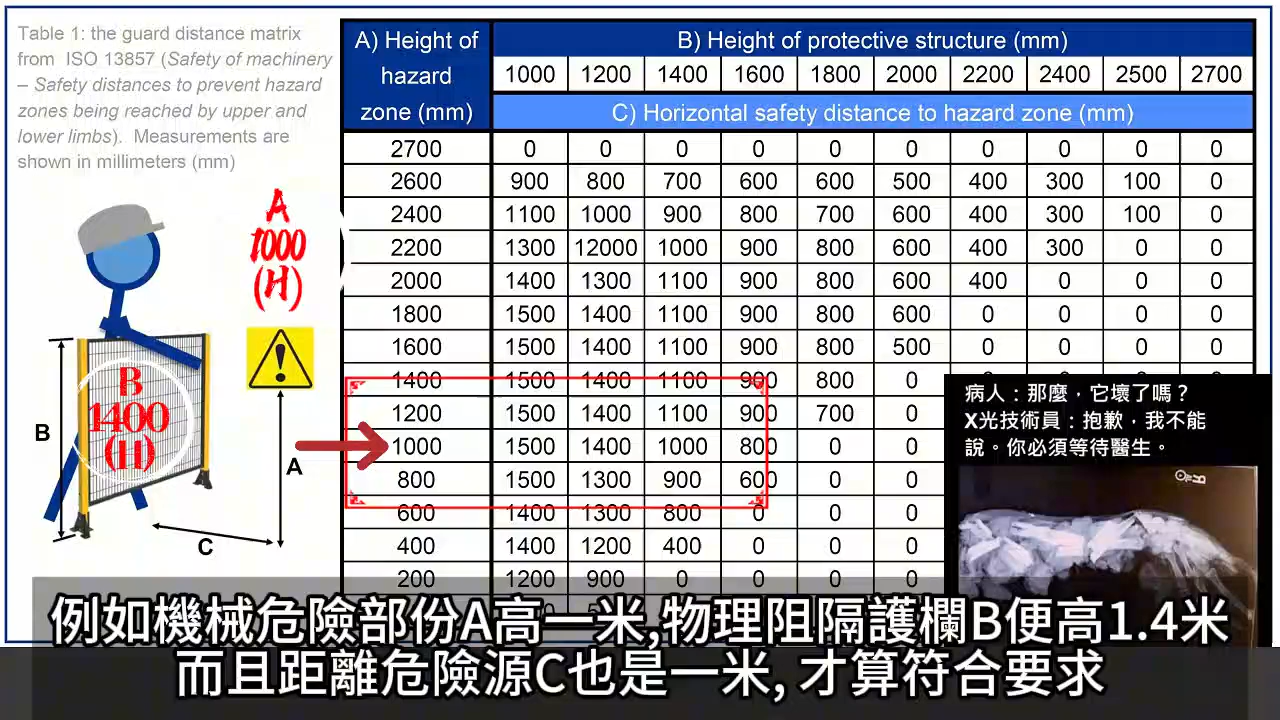 Table 1: the guard distance matrix
from ISO 13857 (Safety of machinery
– Safety distances to prevent hazard
zones being reached by upper and
lower limbs). Measurements are
shown in millimeters (mm)
A
1000
(H)
B
1400
(H)
B
A
C
A) Height of
hazard
zone (mm)
B) Height of protective structure (mm)
1000 1200 1400 1600 1800 2000 2200 2400 2500 2700
C) Horizontal safety distance to hazard zone (mm)
2700 0 0 0 0 0 0 0 0 0 0
2600 900 800 700 600 600 500 400 300 100 0
2400 1100 1000 900 800 700 600 400 300 100 0
2200 1300 12000 1000 900 800 600 400 300 0 0
2000 1400 1300 1100 900 800 600 400 0 0 0
1800 1500 1400 1100 900 800 600 0 0 0 0
1600 1500 1400 1100 900 800 500 0 0 0 0
1400 1500 1400 1100 900 800 0
1200 1500 1400 1100 900 700 0
1000 1500 1400 1000 800 0 0
800 1500 1300 900 600 0 0
600 1400 1300 800 0 0 0
400 1400 1200 400 0 0 0
200 1200 900 0 0 0 0
病人：那麼，它壞了嗎？
X光技術員：抱歉，我不能
說。你必須等待醫生。
例如機械危險部份A高一米,物理阻隔護欄B便高1.4米
而且距離危險源C也是一米, 才算符合要求